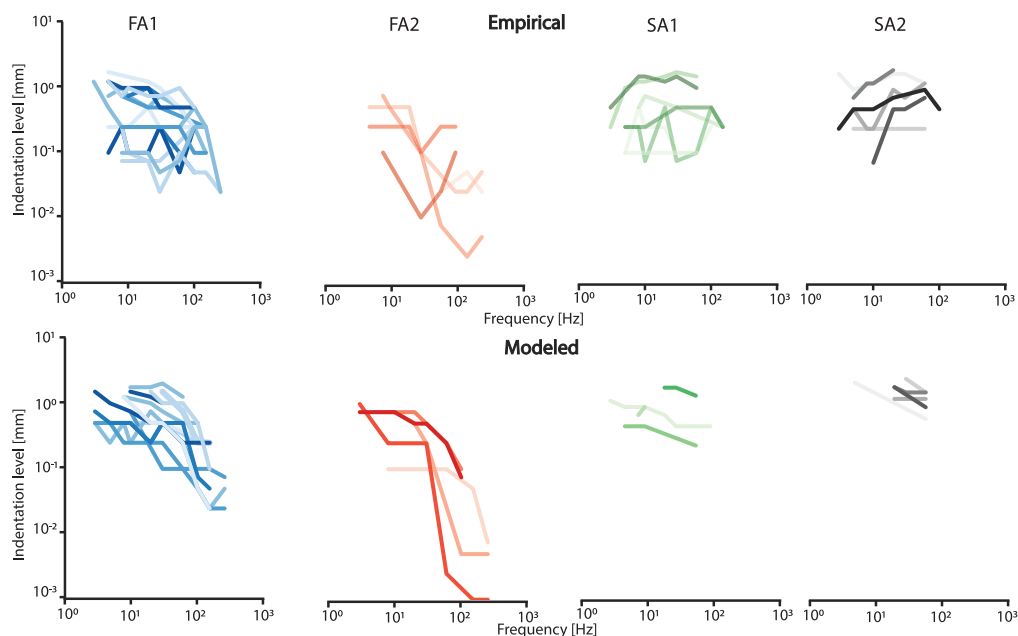 FA1 FA2 Empirical SA1 SA2
Indentation level [mm]
10¹
10⁰
10⁻¹
10⁻²
10⁻³
10⁰ 10¹ 10² 10³ 10⁰ 10¹ 10² 10³ 10⁰ 10¹ 10² 10³ 10⁰ 10¹ 10² 10³
Frequency [Hz]
Modeled
Indentation level [mm]
10¹
10⁰
10⁻¹
10⁻²
10⁻³
10⁰ 10¹ 10² 10³ 10⁰ 10¹ 10² 10³ 10⁰ 10¹ 10² 10³ 10⁰ 10¹ 10² 10³
Frequency [Hz]